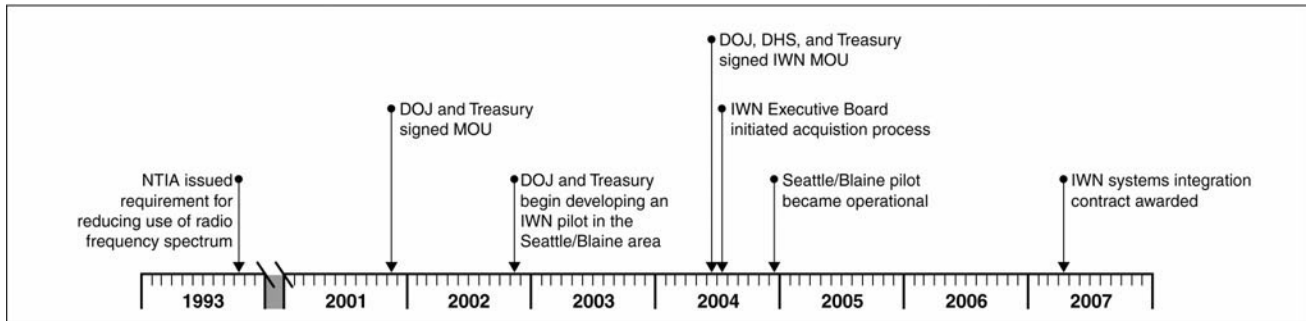 DOJ, DHS, and Treasury
signed IWN MOU
DOJ and Treasury
signed MOU
IWN Executive Board
initiated acquistion process
NTIA issued
requirement for
reducing use of radio
frequency spectrum
DOJ and Treasury
begin developing an
IWN pilot in the
Seattle/Blaine area
Seattle/Blaine pilot
became operational
IWN systems integration
contract awarded
1993 2001 2002 2003 2004 2005 2006 2007